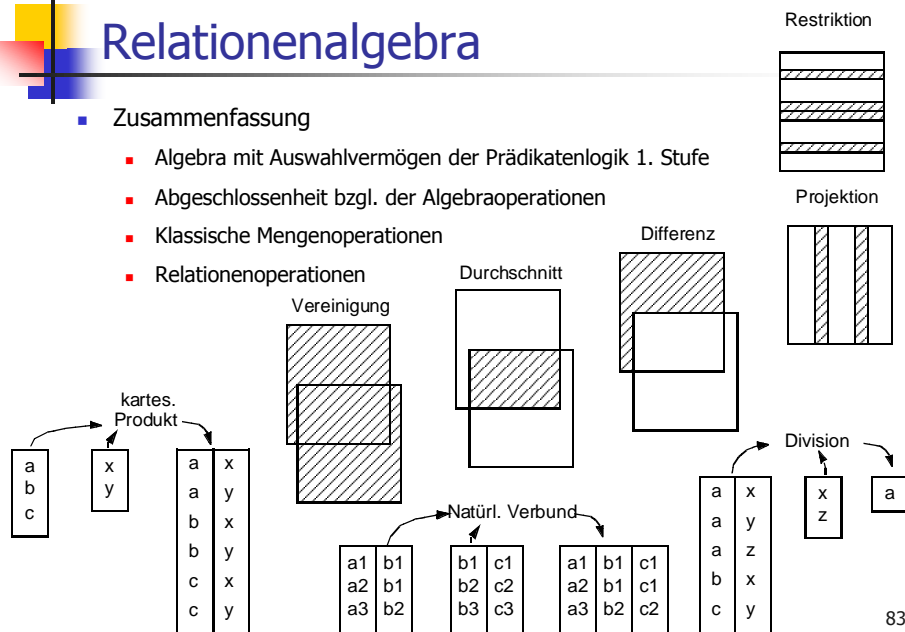 Relationenalgebra
Zusammenfassung
Algebra mit Auswahlvermögen der Prädikatenlogik 1. Stufe
Abgeschlossenheit bzgl. der Algebraoperationen
Klassische Mengenoperationen
Relationenoperationen
Restriktion
Projektion
Differenz
Durchschnitt
Vereinigung
kartes.
Produkt
a
b
c
x
y
a x
a y
b x
b y
c x
c y
Natürl. Verbund
a1 b1
a2 b1
a3 b2
b1 c1
b2 c2
b3 c3
a1 b1 c1
a2 b1 c1
a3 b2 c2
Division
a x
a y
a z
b x
c y
x
z
a
83